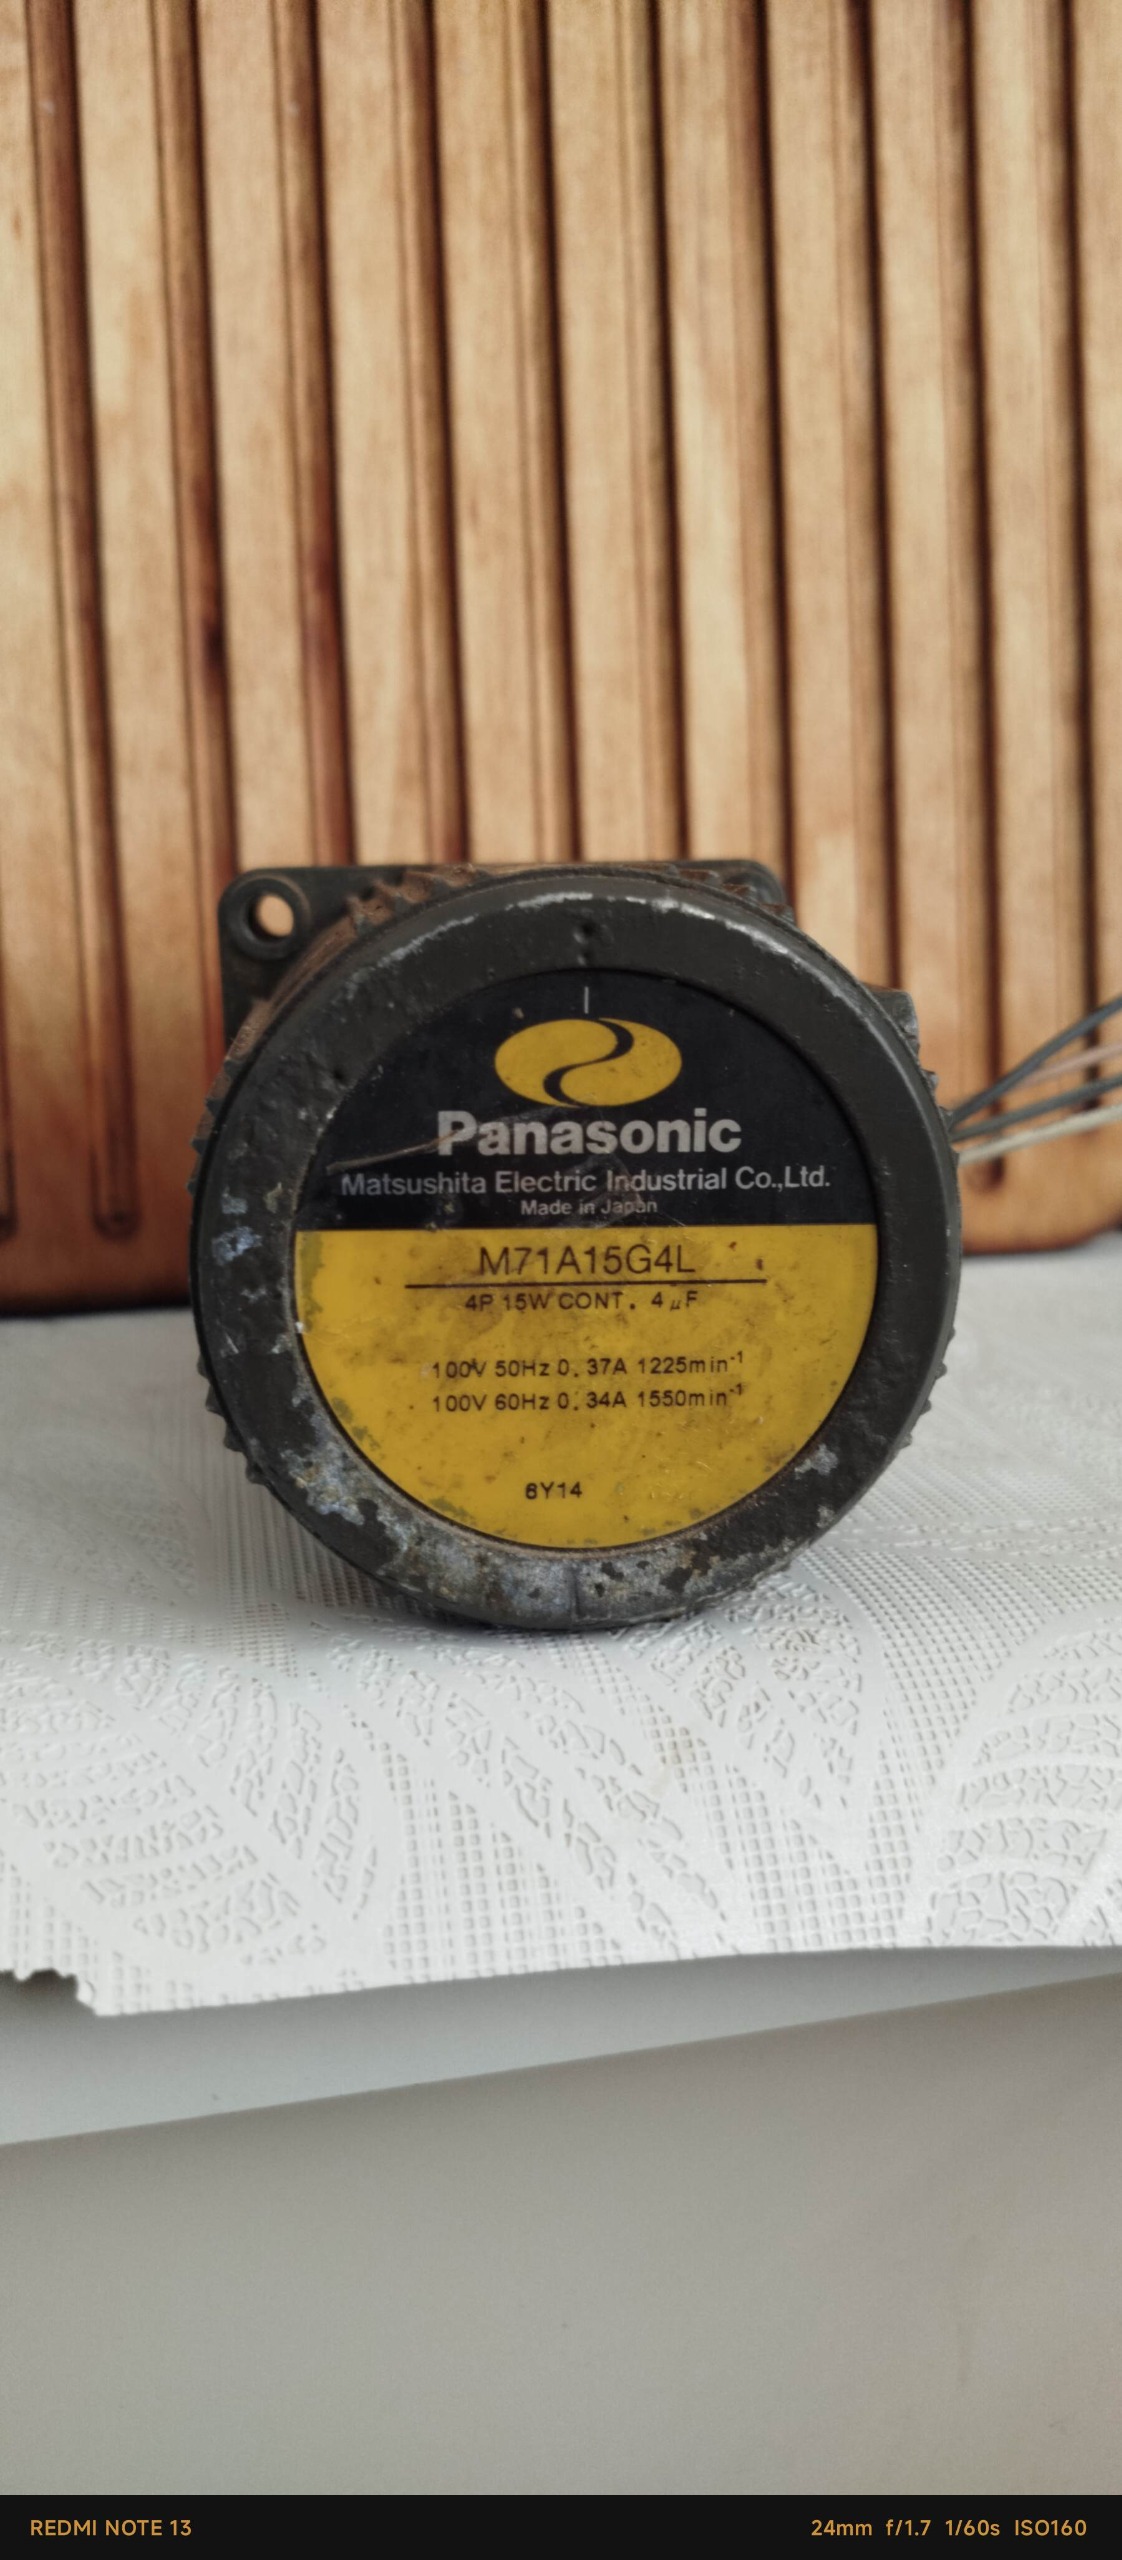 Panasonic
Matsushita Electric Industrial Co.,Ltd.
Made in Japan
M71A15G4L
4P 15W CONT. 4μF
100V 50Hz 0.37A 1225min⁻¹
100V 60Hz 0.34A 1550min⁻¹
6Y14
REDMI NOTE 13
24mm f/1.7 1/60s ISO160